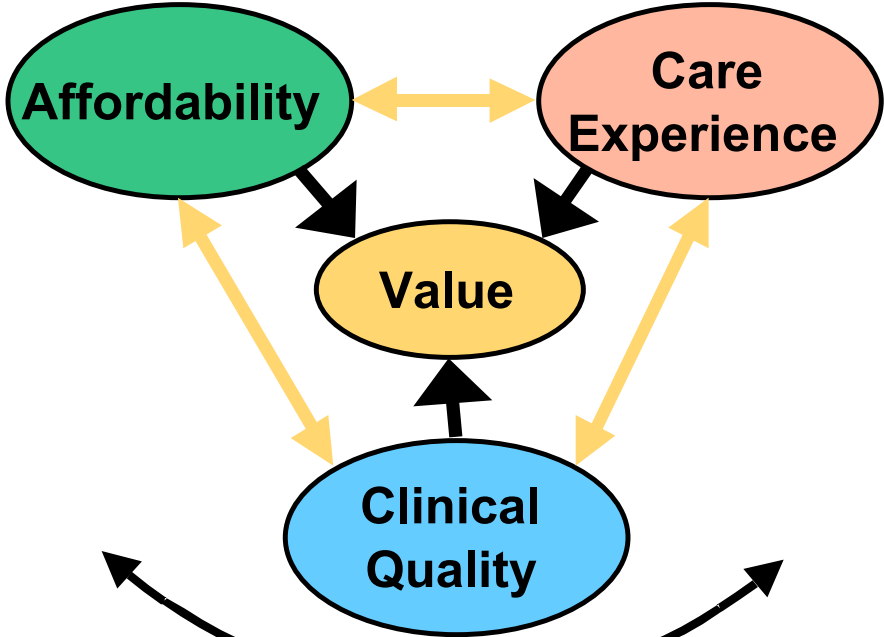 Affordability
Care
Experience
Value
Clinical
Quality